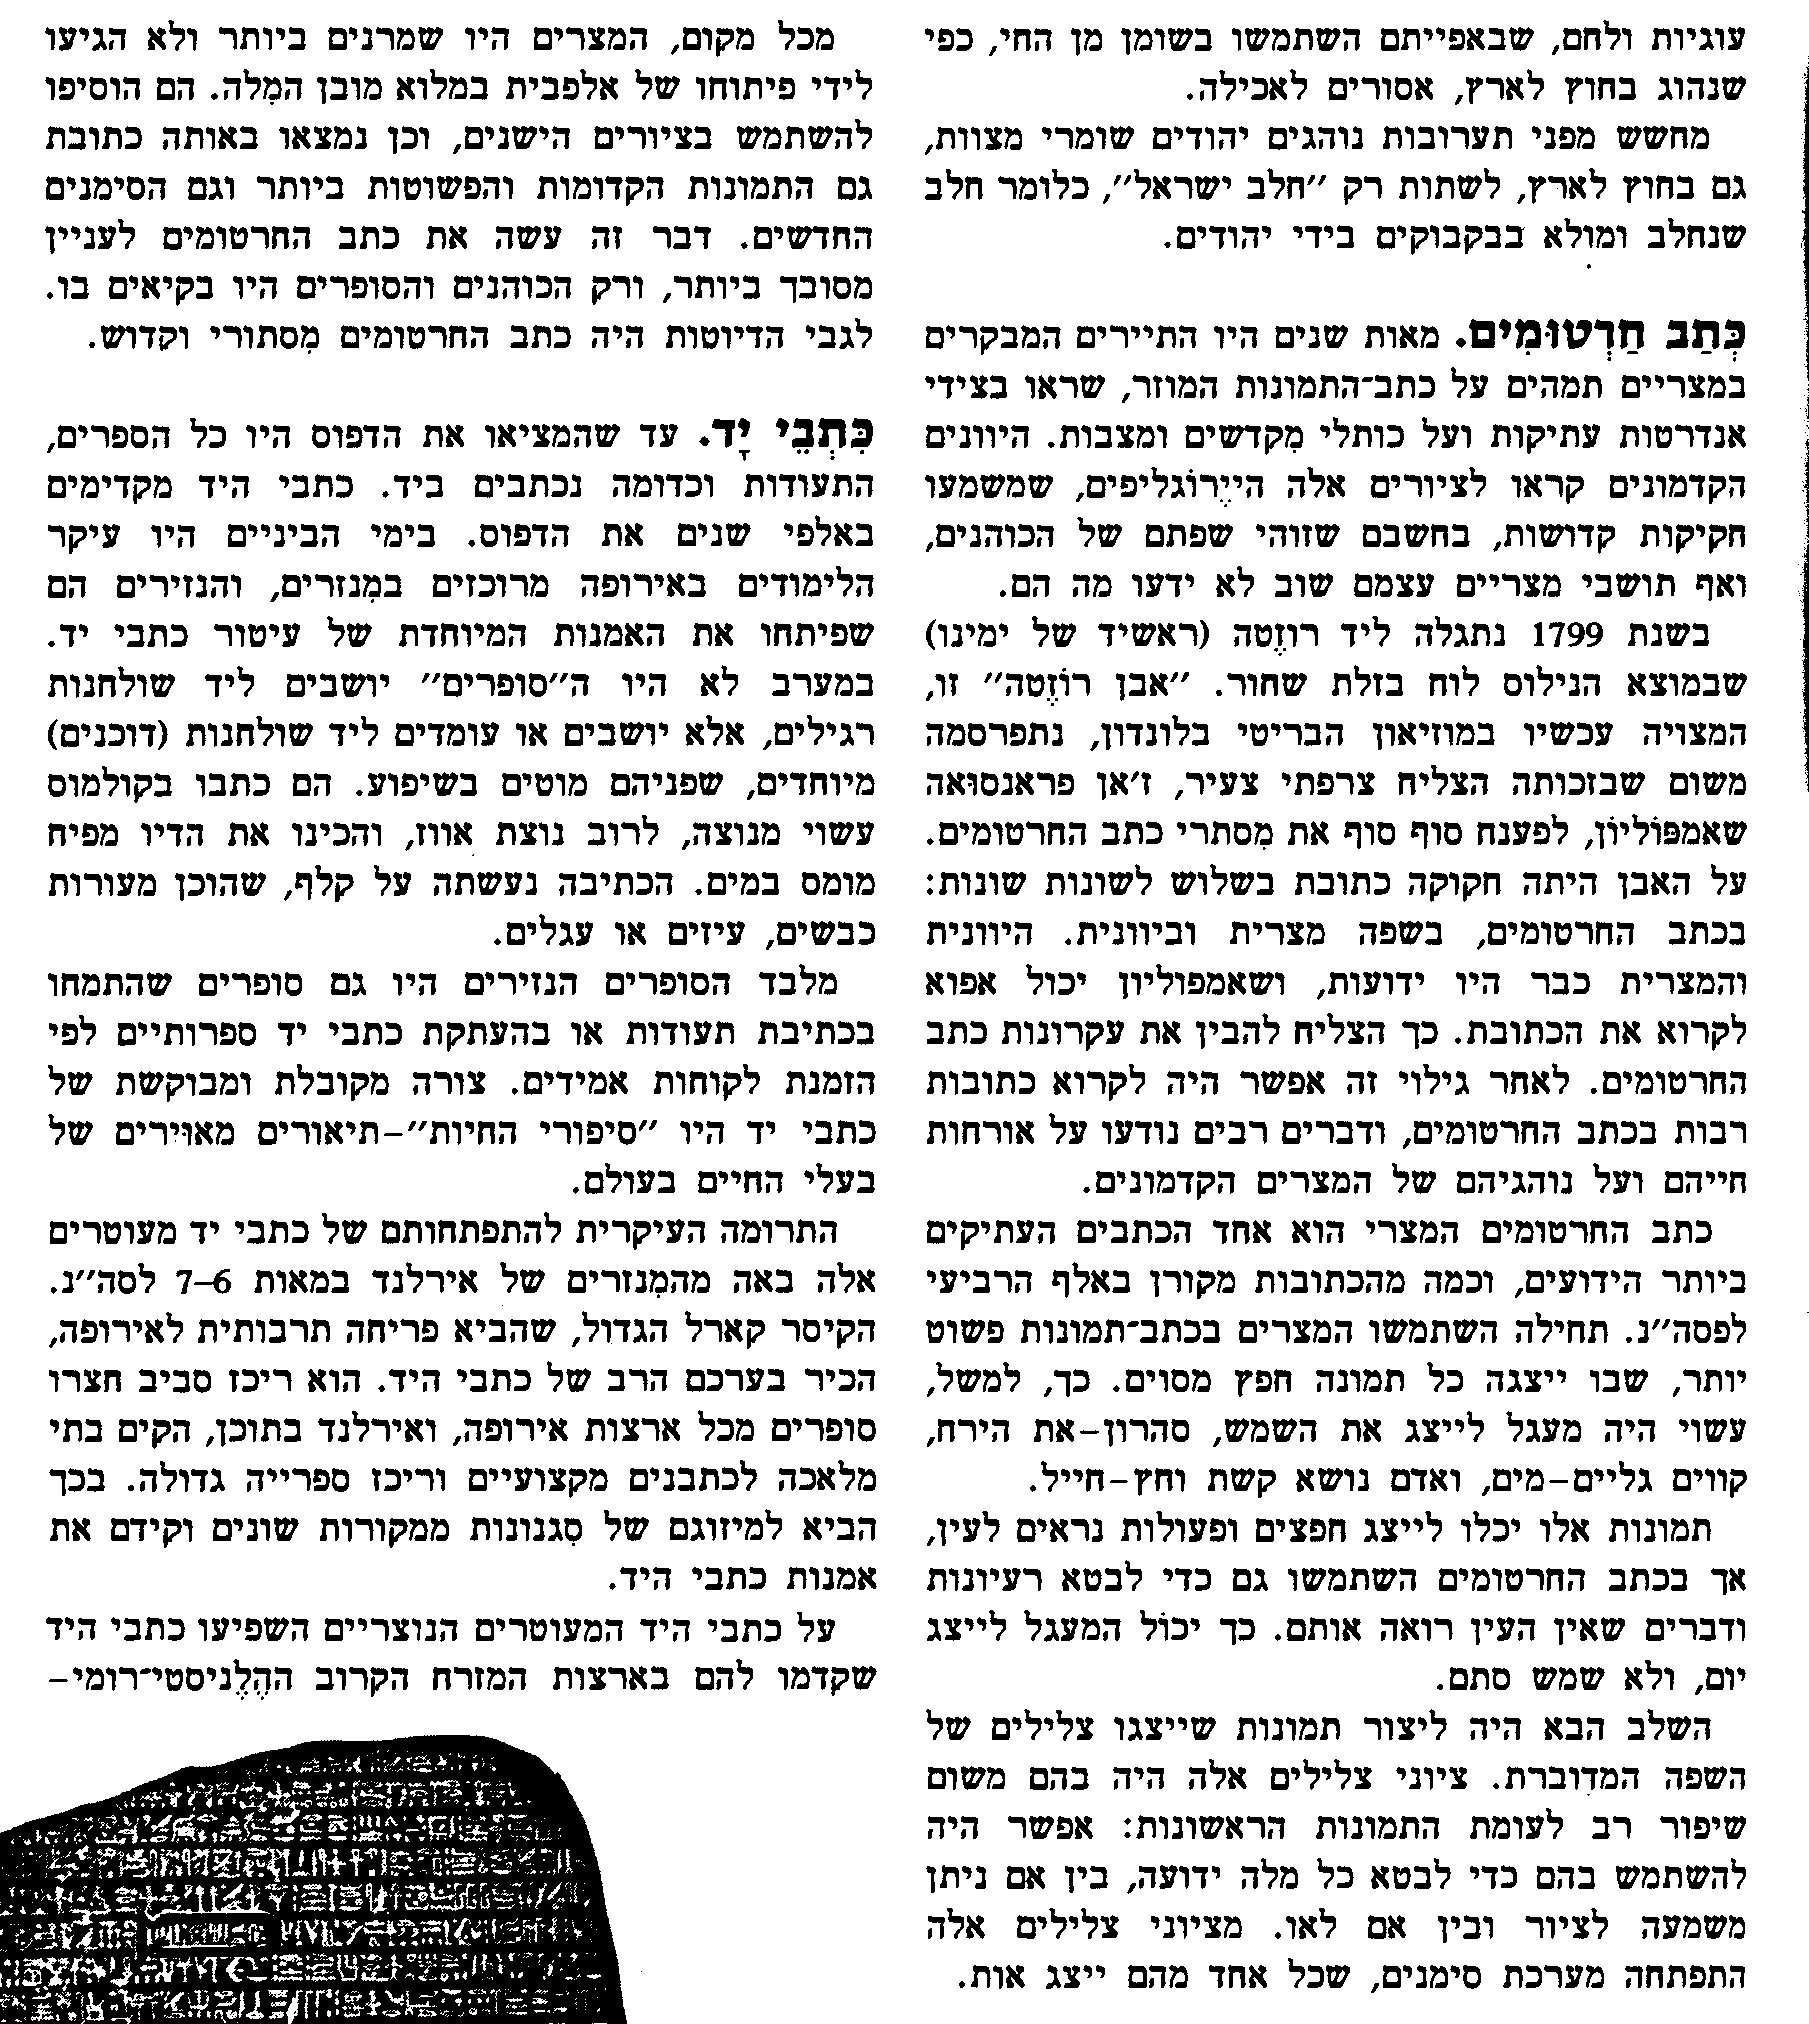 עוגיות ולחם, שבאפייתם השתמשו בשומן מן החי, כפי
שנהוג בחוץ לארץ, אסורים לאכילה.
מחשש מפני תערובות נוהגים יהודים שומרי מצוות,
גם בחוץ לארץ, לשתות רק ״חלב ישראל״, כלומר חלב
שנחלב ומולא בבקבוקים בידי יהודים.
כְּתַב חַרְטוּמִים. מאות שנים היו התיירים המבקרים
במצריים תמהים על כתב־התמונות המוזר, שראו בצידי
אנדרטות עתיקות ועל כותלי מִקדשים ומצבות. היוונים
הקדמונים קראו לציורים אלה הייֶרוֹגליפים, שמשמעו
חקיקות קדושות, בחשבם שזוהי שפתם של הכוהנים,
ואף תושבי מצריים עצמם שוב לא ידעו מה הם.
בשנת 1799 נתגלה ליד רוזֶטה (ראשיד של ימינו)
שבמוצא הנילוס לוח בזלת שחור. ״אבן רוֹזֶטה״ זו,
המצויה עכשיו במוזיאון הבריטי בלונדון, נתפרסמה
משום שבזכותה הצליח צרפתי צעיר, ז׳אן פראנסוּאה
שאמפּוֹליוֹן, לפענח סוף סוף את מִסתרי כתב החרטומים.
על האבן היתה חקוקה כתובת בשלוש לשונות שונות:
בכתב החרטומים, בשפה מצרית וביוונית. היוונית
והמצרית כבר היו ידועות, ושאמפוליון יכול אפוא
לקרוא את הכתובת. כך הצליח להבין את עקרונות כתב
החרטומים. לאחר גילוי זה אפשר היה לקרוא כתובות
רבות בכתב החרטומים, ודברים רבים נודעו על אורחות
חייהם ועל נוהגיהם של המצרים הקדמונים.
כתב החרטומים המצרי הוא אחד הכתבים העתיקים
ביותר הידועים, וכמה מהכתובות מקורן באלף הרביעי
לפסה״נ. תחילה השתמשו המצרים בכתב־תמונות פשוט
יותר, שבו ייצגה כל תמונה חפץ מסוים. כך, למשל,
עשוי היה מעגל לייצג את השמש, סהרון–את הירח,
קווים גליים–מים, ואדם נושא קשת וחץ–חייל.
תמונות אלו יכלו לייצג חפצים ופעולות נראים לעין,
אך בכתב החרטומים השתמשו גם כדי לבטא רעיונות
ודברים שאין העין רואה אותם. כך יכוֹל המעגל לייצג
יום, ולא שמש סתם.
השלב הבא היה ליצור תמונות שייצגו צלילים של
השפה המדוברת. ציוני צלילים אלה היה בהם משום
שיפור רב לעומת התמונות הראשונות: אפשר היה
להשתמש בהם כדי לבטא כל מלה ידועה, בין אם ניתן
משמעה לציור ובין אם לאו. מציוני צלילים אלה
התפתחה מערכת סימנים, שכל אחד מהם ייצג אות.
מכל מקום, המצרים היו שמרנים ביותר ולא הגיעו
לידי פיתוחו של אלפבית במלוא מובן המִלה. הם הוסיפו
להשתמש בציורים הישנים, וכן נמצאו באותה כתובת
גם התמונות הקדומות והפשוטות ביותר וגם הסימנים
החדשים. דבר זה עשה את כתב החרטומים לעניין
מסובך ביותר, ורק הכוהנים והסופרים היו בקיאים בו.
לגבי הדיוטות היה כתב החרטומים מִסתורי וקדוש.
כִּתְבֵי יָד. עד שהמציאו את הדפוס היו כל הספרים,
התעודות וכדומה נכתבים ביד. כתבי היד מקדימים
באלפי שנים את הדפוס. בימי הביניים היו עיקר
הלימודים באירופה מרוכזים במִנזרים, והנזירים הם
שפיתחו את האמנות המיוחדת של עיטור כתבי יד.
במערב לא היו ה״סופרים״ יושבים ליד שולחנות
רגילים, אלא יושבים או עומדים ליד שולחנות (דוכנים)
מיוחדים, שפניהם מוטים בשיפוע. הם כתבו בקולמוס
עשוי מנוצה, לרוב נוצת אווז, והכינו את הדיו מפיח
מומס במים. הכתיבה נעשתה על קלף, שהוכן מעורות
כבשים, עיזים או עגלים.
מלבד הסופרים הנזירים היו גם סופרים שהתמחו
בכתיבת תעודות או בהעתקת כתבי יד ספרותיים לפי
הזמנת לקוחות אמידים. צורה מקובלת ומבוקשת של
כתבי יד היו ״סיפורי החיות״–תיאורים מאוּירים של
בעלי החיים בעולם.
התרומה העיקרית להתפתחותם של כתבי יד מעוטרים
אלה באה מהמִנזרים של אירלנד במאות 6–7 לסה״נ.
הקיסר קארל הגדול, שהביא פריחה תרבותית לאירופה,
הכיר בערכם הרב של כתבי היד. הוא ריכז סביב חצרו
סופרים מכל ארצות אירופה, ואירלנד בתוכן, הקים בתי
מלאכה לכתבנים מקצועיים וריכז ספרייה גדולה. בכך
הביא למיזוגם של סִגנונות ממקורות שונים וקידם את
אמנות כתבי היד.
על כתבי היד המעוטרים הנוצריים השפיעו כתבי היד
שקדמו להם בארצות המזרח הקרוב ההֶלֶניסטי־רומי–